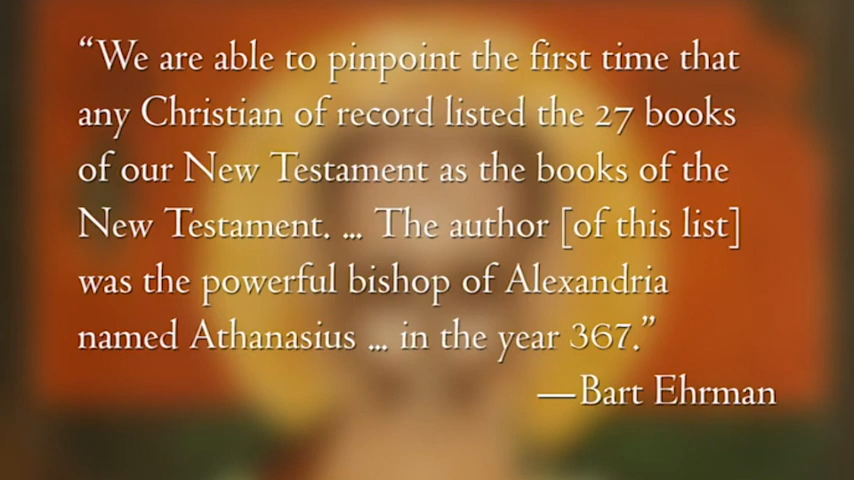 “We are able to pinpoint the first time that
any Christian of record listed the 27 books
of our New Testament as the books of the
New Testament. ... The author [of this list]
was the powerful bishop of Alexandria
named Athanasius ... in the year 367.”
—Bart Ehrman